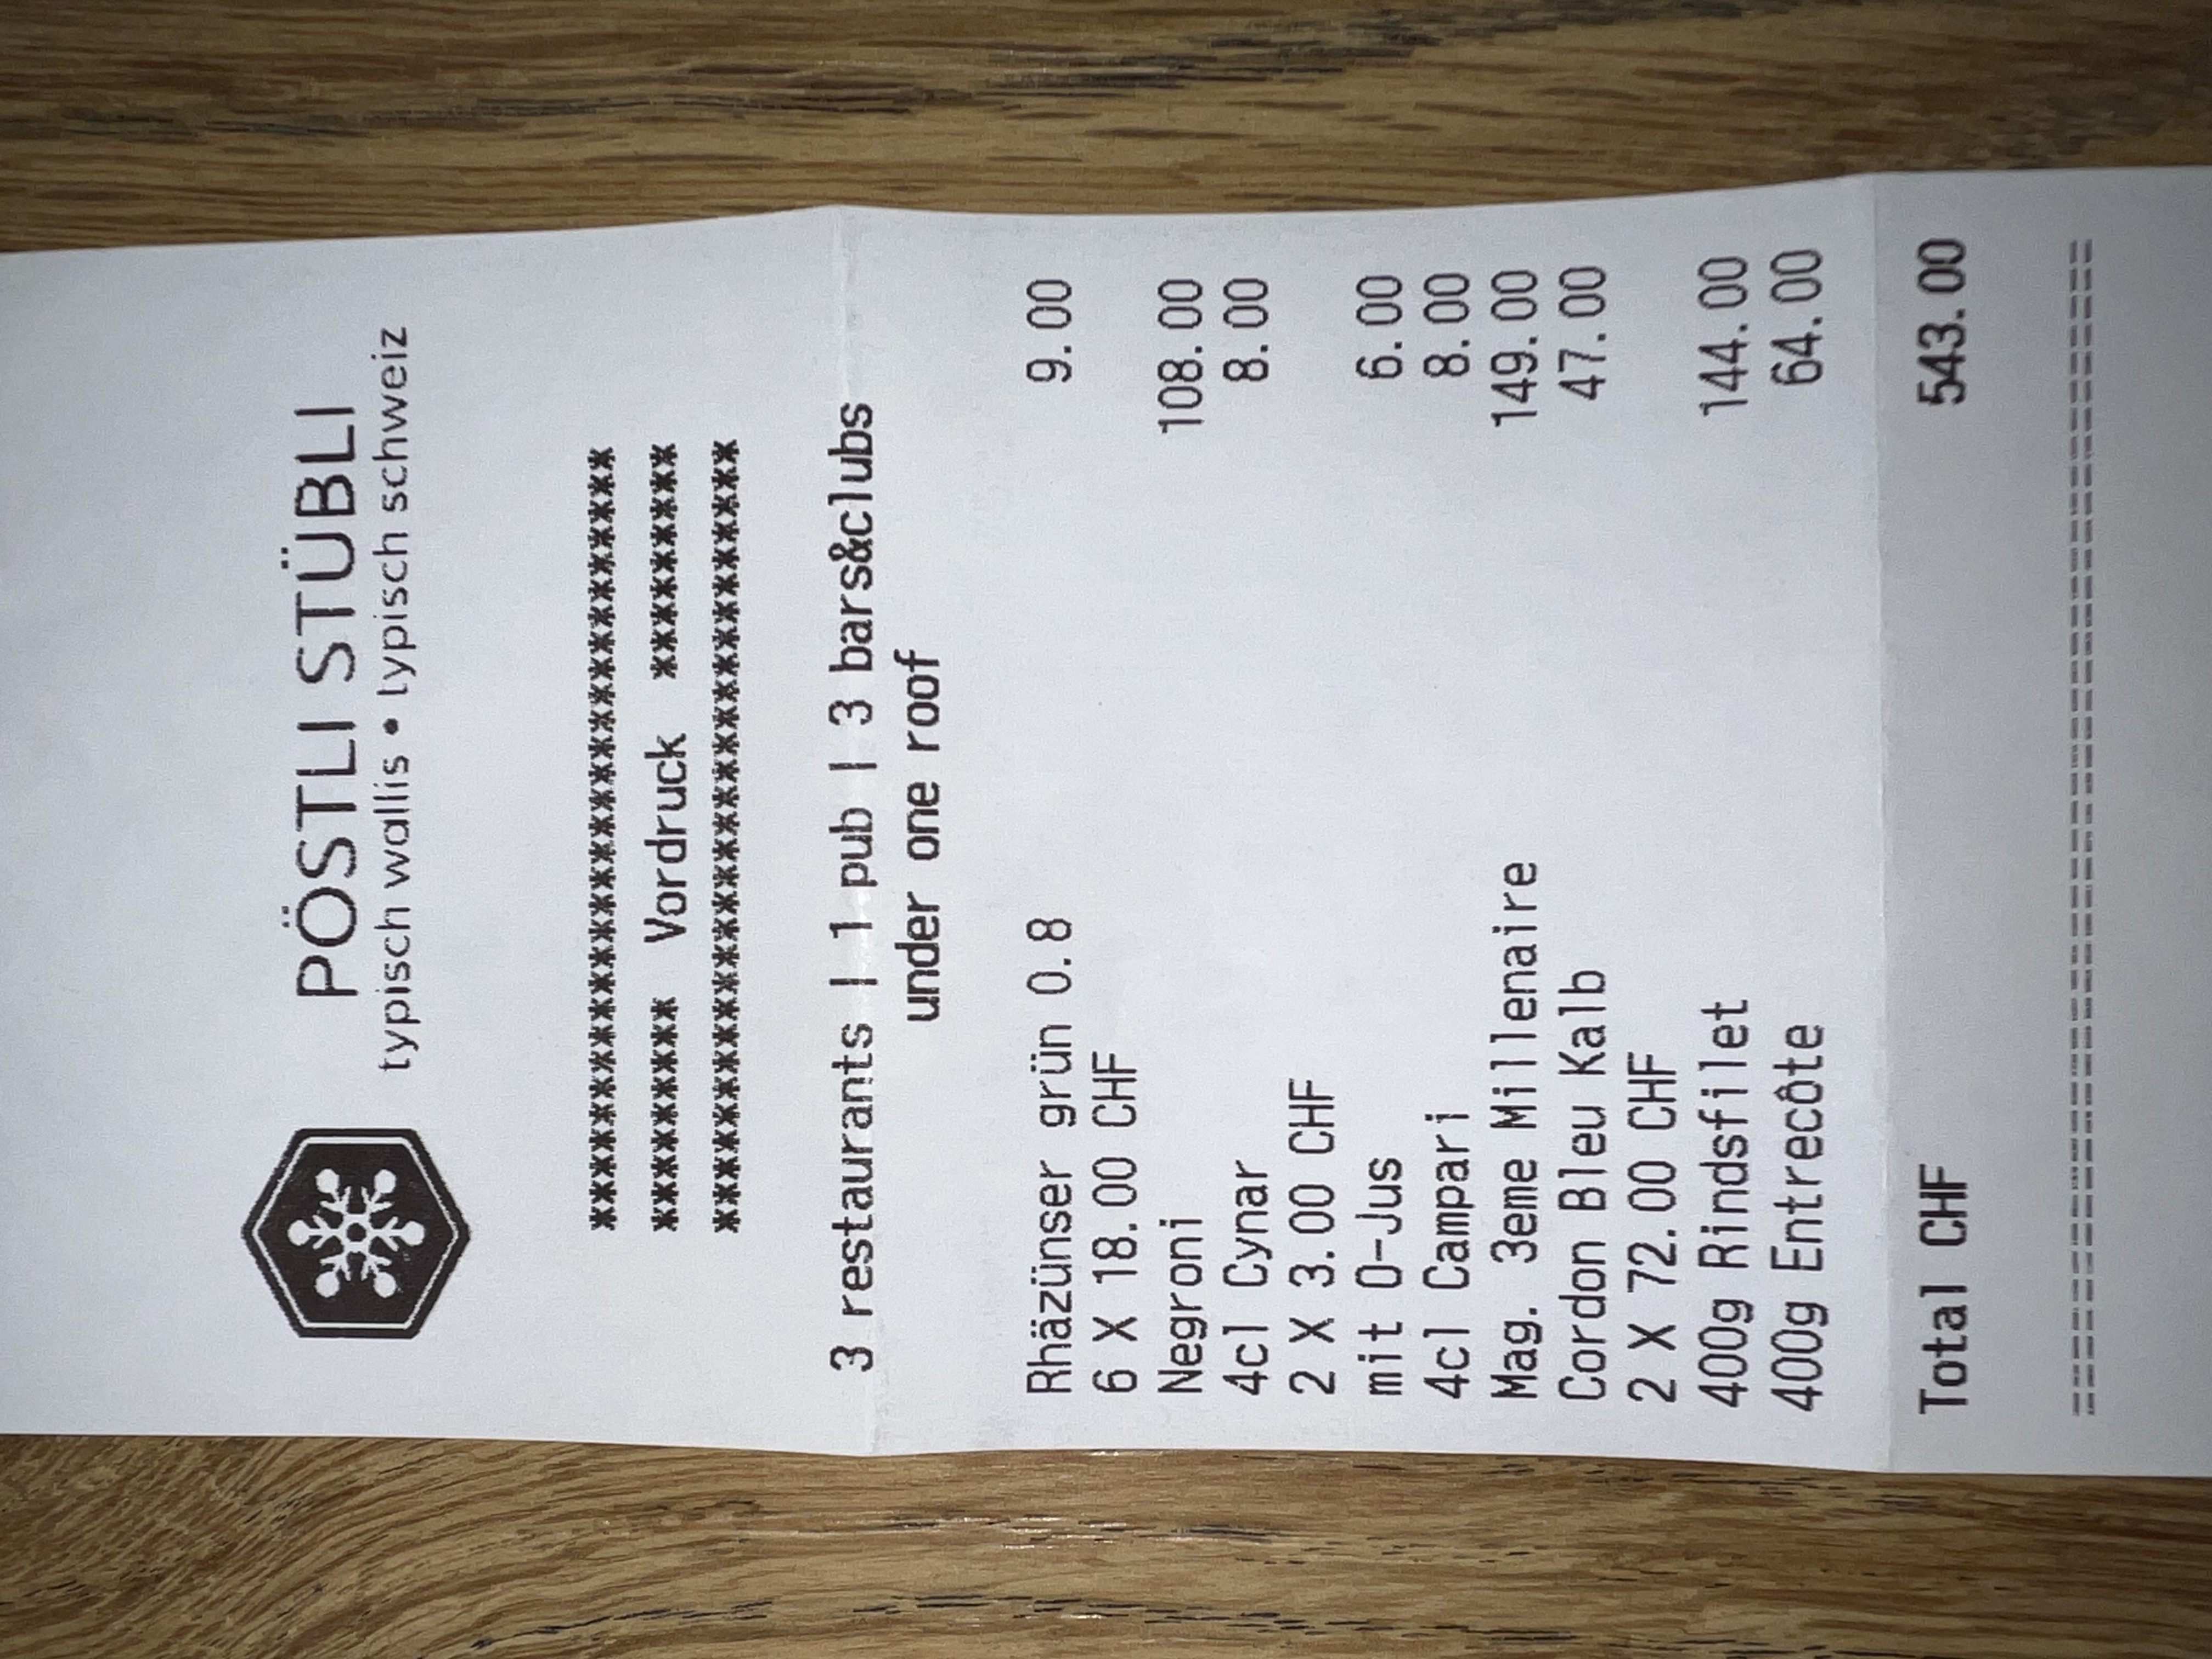 PÖSTLI STÜBLI
typisch wallis • typisch schweiz
******************************
********* Vordruck *********
******************************
3 restaurants | 1 pub | 3 bars&clubs
under one roof
Rhäzünser grün 0.8 9.00
6 X 18.00 CHF
Negroni 108.00
4cl Cynar 8.00
2 X 3.00 CHF
mit O-Jus 6.00
4cl Campari 8.00
Mag. 3eme Millenaire 149.00
Cordon Bleu Kalb 47.00
2 X 72.00 CHF
400g Rindsfilet 144.00
400g Entrecôte 64.00
Total CHF 543.00
==========================================